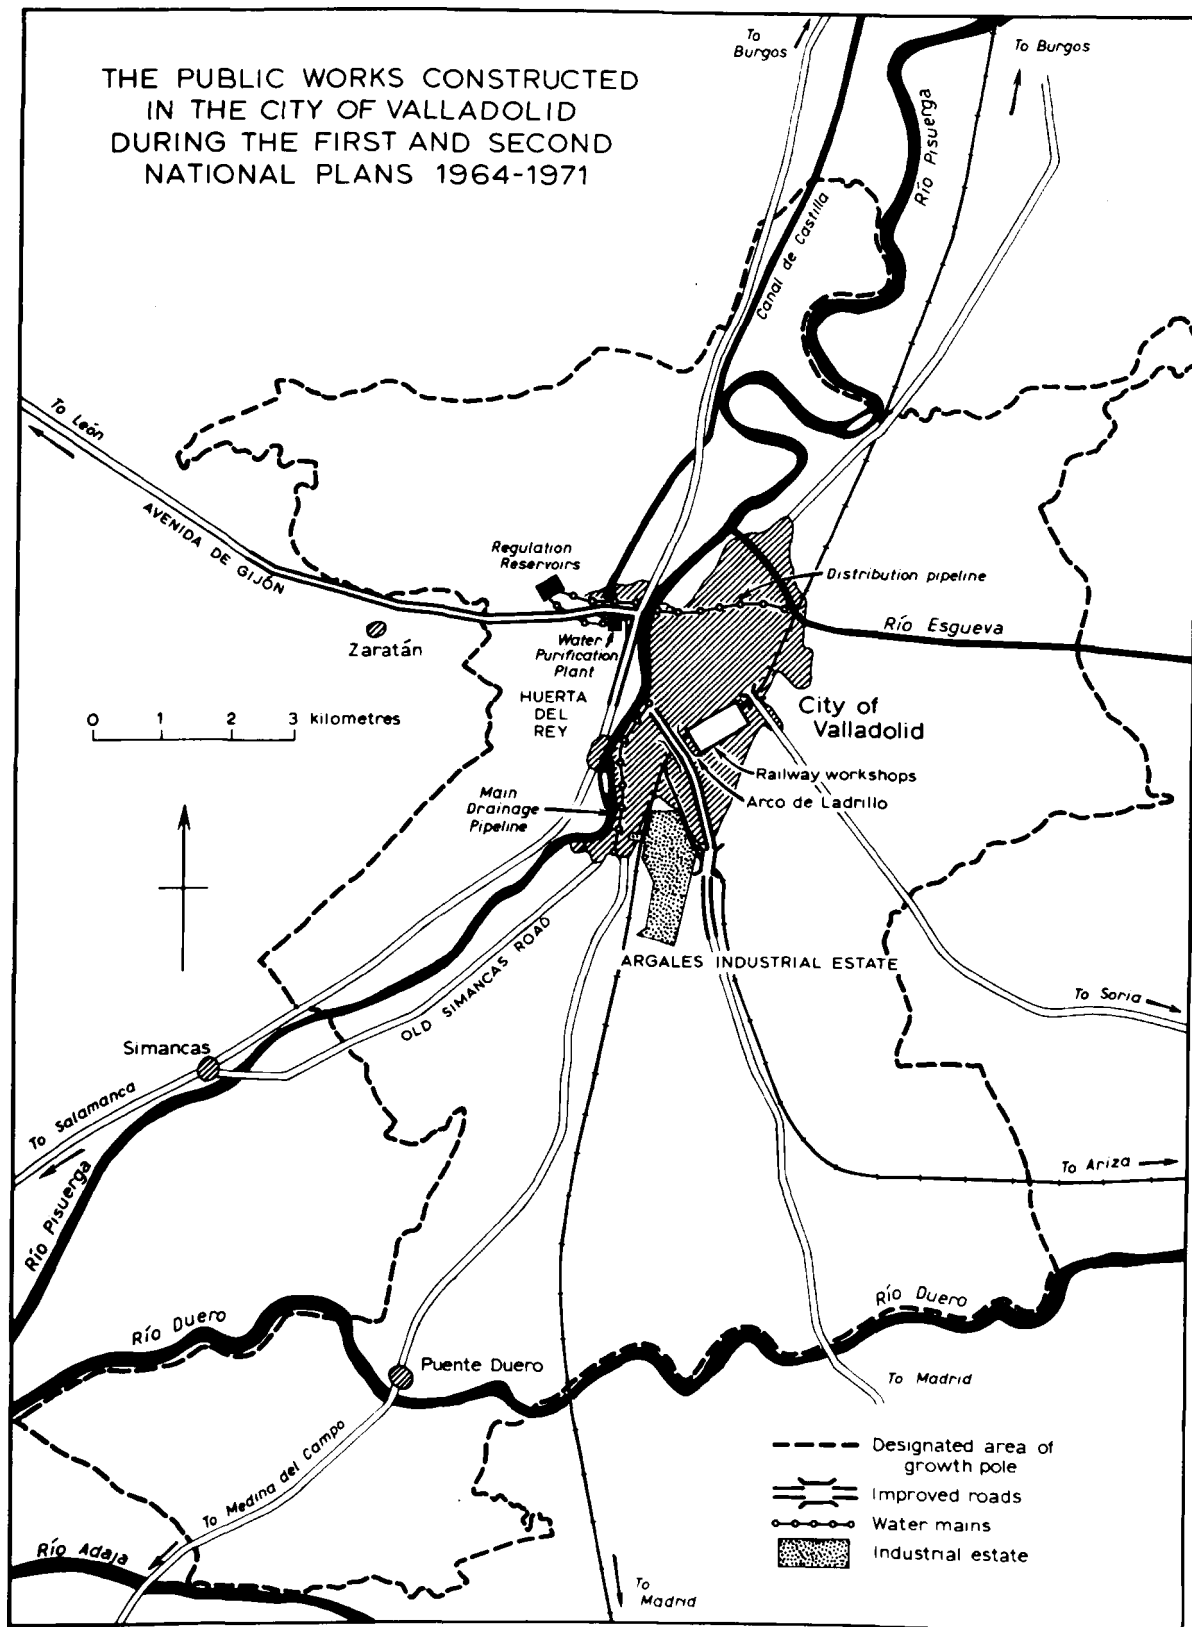 THE PUBLIC WORKS CONSTRUCTED
IN THE CITY OF VALLADOLID
DURING THE FIRST AND SECOND
NATIONAL PLANS 1964-1971
To
Burgos
To Burgos
Río Pisuerga
Canal de Castilla
To León
AVENIDA DE GIJÓN
Regulation
Reservoirs
Distribution pipeline
Río Esgueva
Zaratán
Water
Purification
Plant
HUERTA
DEL
REY
0 1 2 3 kilometres
City of
Valladolid
Railway workshops
Arco de Ladrillo
Main
Drainage
Pipeline
ARGALES INDUSTRIAL ESTATE
OLD SIMANCAS ROAD
To Soria
Simancas
To Salamanca
Río Pisuerga
To Ariza
Río Duero
Río Duero
Puente Duero
To Madrid
To Medina del Campo
Río Adaja
To
Madrid
Designated area of
growth pole
Improved roads
Water mains
Industrial estate